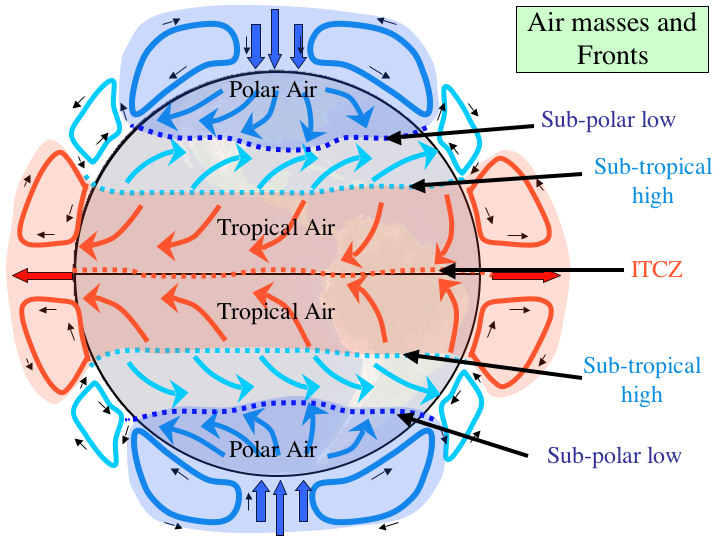 Air masses and
Fronts
Polar Air
Sub-polar low
Sub-tropical
high
Tropical Air
ITCZ
Tropical Air
Sub-tropical
high
Polar Air
Sub-polar low